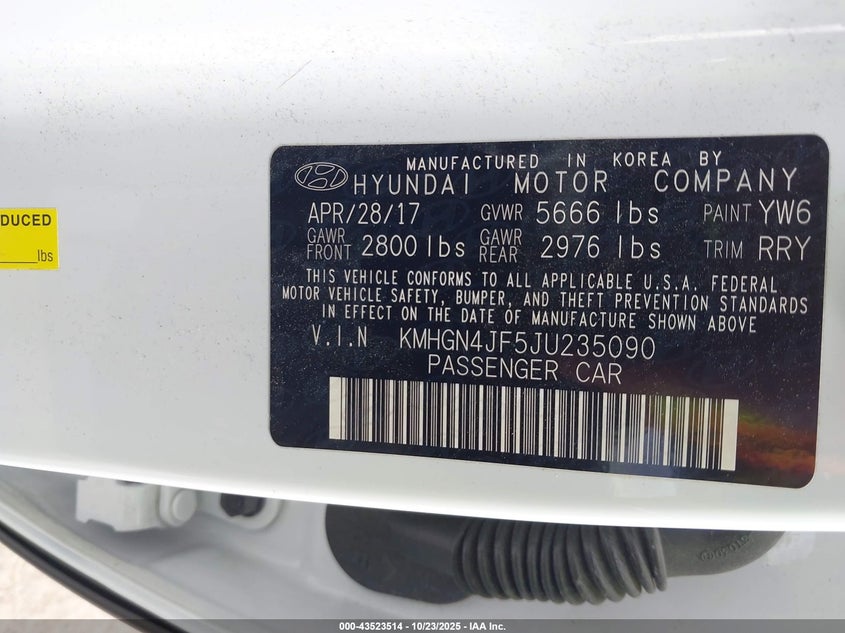 DUCED
lbs
MANUFACTURED IN KOREA BY
HYUNDAI MOTOR COMPANY
APR/28/17 GVWR 5666 lbs PAINT YW6
GAWR FRONT 2800 lbs GAWR REAR 2976 lbs TRIM RRY
THIS VEHICLE CONFORMS TO ALL APPLICABLE U.S.A. FEDERAL
MOTOR VEHICLE SAFETY, BUMPER, AND THEFT PREVENTION STANDARDS
IN EFFECT ON THE DATE OF MANUFACTURE SHOWN ABOVE
V.I.N KMHGN4JF5JU235090
PASSENGER CAR
000-43523514 - 10/23/2025 - IAA Inc.